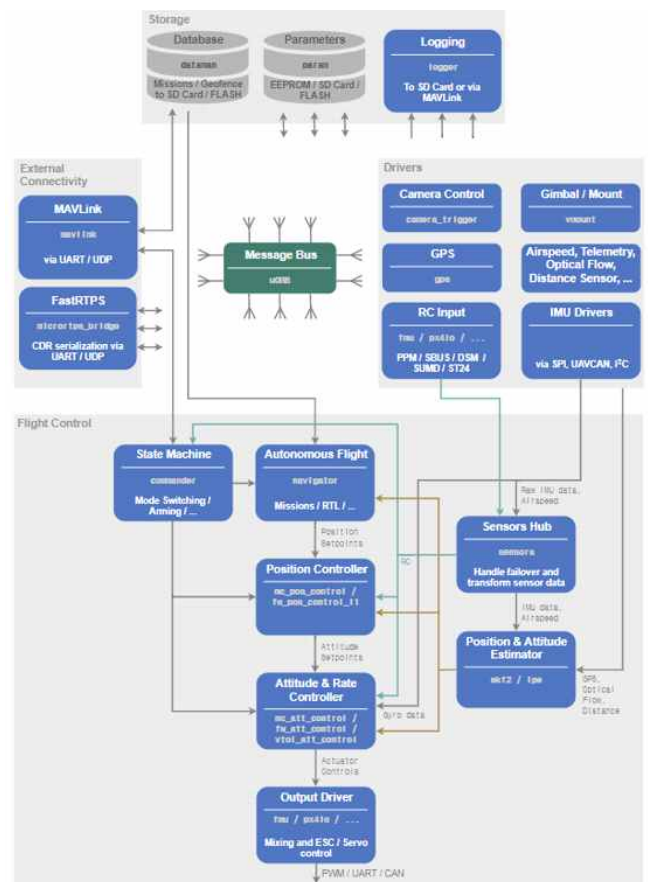 Storage
Database
dataman
Missions / Geofence
to SD Card / FLASH
Parameters
param
EEPROM / SD Card /
FLASH
Logging
logger
To SD Card or via
MAVLink
External
Connectivity
MAVLink
mavlink
via UART / UDP
FastRTPS
micrortps_bridge
CDR serialization via
UART / UDP
Message Bus
uORB
Drivers
Camera Control
camera_trigger
Gimbal / Mount
vmount
GPS
gps
Airspeed, Telemetry,
Optical Flow,
Distance Sensor, ...
RC Input
fmu / px4io / ...
PPM / SBUS / DSM /
SUMD / ST24
IMU Drivers
via SPI, UAVCAN, I²C
Flight Control
State Machine
commander
Mode Switching /
Arming / ...
Autonomous Flight
navigator
Missions / RTL / ...
Raw IMU data,
Airspeed
Sensors Hub
sensors
Handle failover and
transform sensor data
Position
Setpoints
RC
Position Controller
mc_pos_control /
fw_pos_control_l1
IMU data,
Airspeed
Position & Attitude
Estimator
ekf2 / lpe
Attitude
Setpoints
GPS,
Optical
Flow,
Distance
Attitude & Rate
Controller
mc_att_control /
fw_att_control /
vtol_att_control
Gyro data
Actuator
Controls
Output Driver
fmu / px4io / ...
Mixing and ESC / Servo
control
PWM / UART / CAN